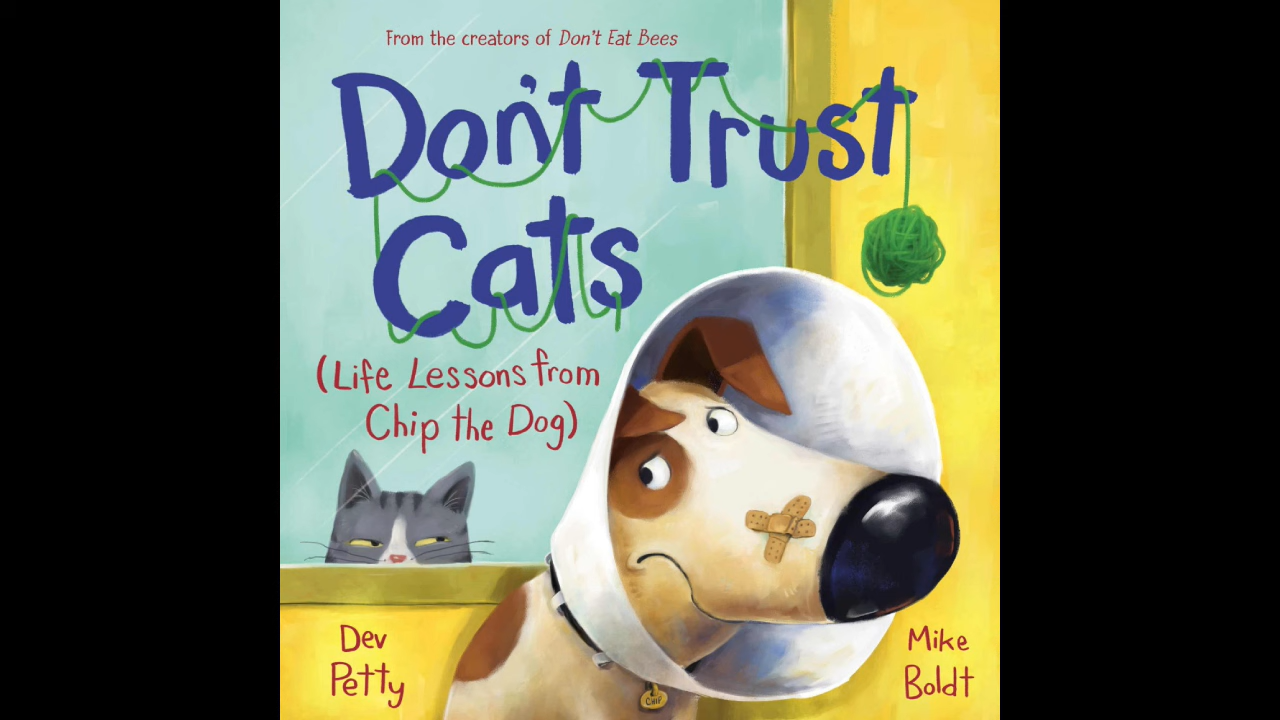 From the creators of Don't Eat Bees
Don't Trust
Cats
(Life Lessons from
Chip the Dog)
Dev
Petty
Mike
Boldt
CHIP